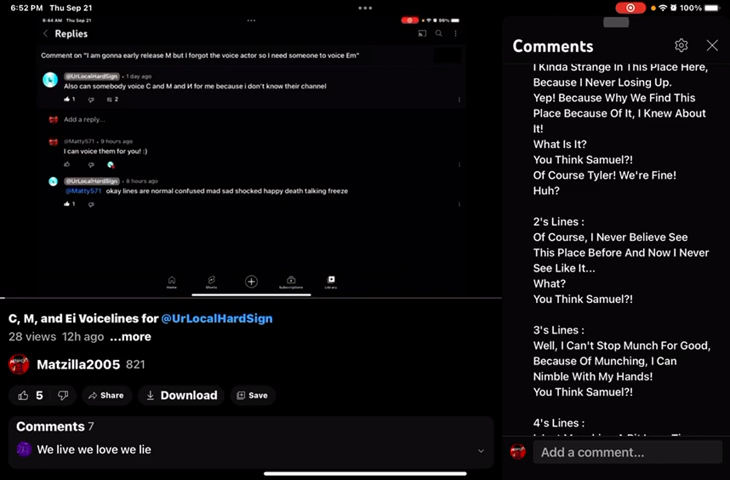 6:52 PM Thu Sep 21
100%
8:44 AM Thu Sep 21
Replies
Comment on "I am gonna early release M but I forgot the voice actor so I need someone to voice Em"
@UrLocalHardSign • 1 day ago
Also can somebody voice C and M and И for me because i don't know their channel
1 2
Add a reply...
@Matty571 • 9 hours ago
I can voice them for you! :)
@UrLocalHardSign • 8 hours ago
@Matty571 okay lines are normal confused mad sad shocked happy death talking freeze
1
Home Shorts Subscriptions Library
C, M, and Ei Voicelines for @UrLocalHardSign
28 views 12h ago ...more
Matzilla2005 821
5 Share Download Save
Comments 7
We live we love we lie
Comments
I Kinda Strange In This Place Here,
Because I Never Losing Up.
Yep! Because Why We Find This
Place Because Of It, I Knew About
It!
What Is It?
You Think Samuel?!
Of Course Tyler! We're Fine!
Huh?
2's Lines :
Of Course, I Never Believe See
This Place Before And Now I Never
See Like It...
What?
You Think Samuel?!
3's Lines :
Well, I Can't Stop Munch For Good,
Because Of Munching, I Can
Nimble With My Hands!
You Think Samuel?!
4's Lines :
Add a comment...